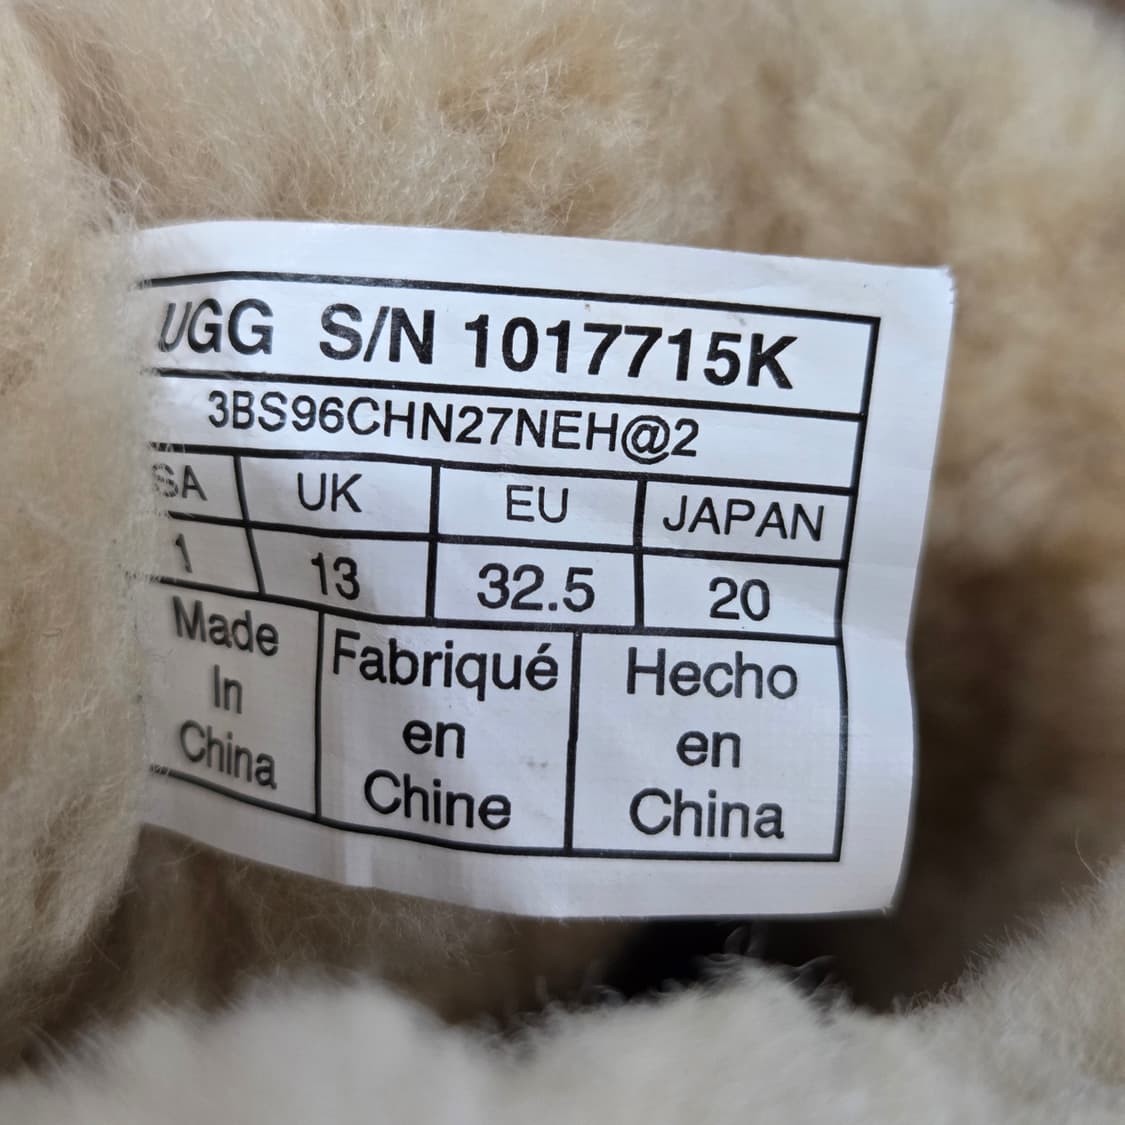 UGG S/N 1017715K
3BS96CHN27NEH@2
SA UK EU JAPAN
1 13 32.5 20
Made In China
Fabriqué en Chine
Hecho en China